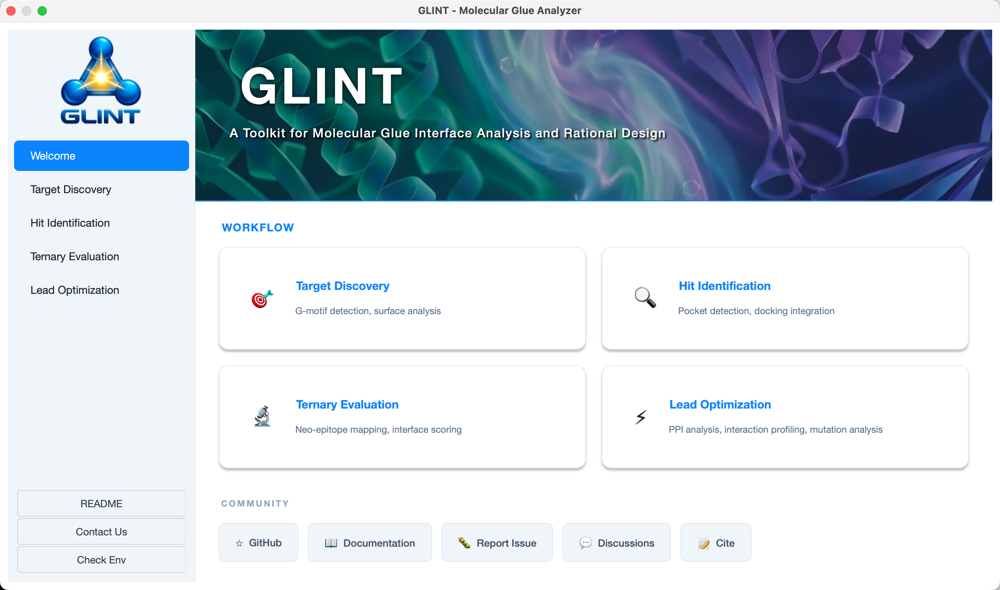 GLINT - Molecular Glue Analyzer
GLINT
Welcome
Target Discovery
Hit Identification
Ternary Evaluation
Lead Optimization
README
Contact Us
Check Env
GLINT
A Toolkit for Molecular Glue Interface Analysis and Rational Design
WORKFLOW
Target Discovery
G-motif detection, surface analysis
Hit Identification
Pocket detection, docking integration
Ternary Evaluation
Neo-epitope mapping, interface scoring
Lead Optimization
PPI analysis, interaction profiling, mutation analysis
COMMUNITY
GitHub
Documentation
Report Issue
Discussions
Cite